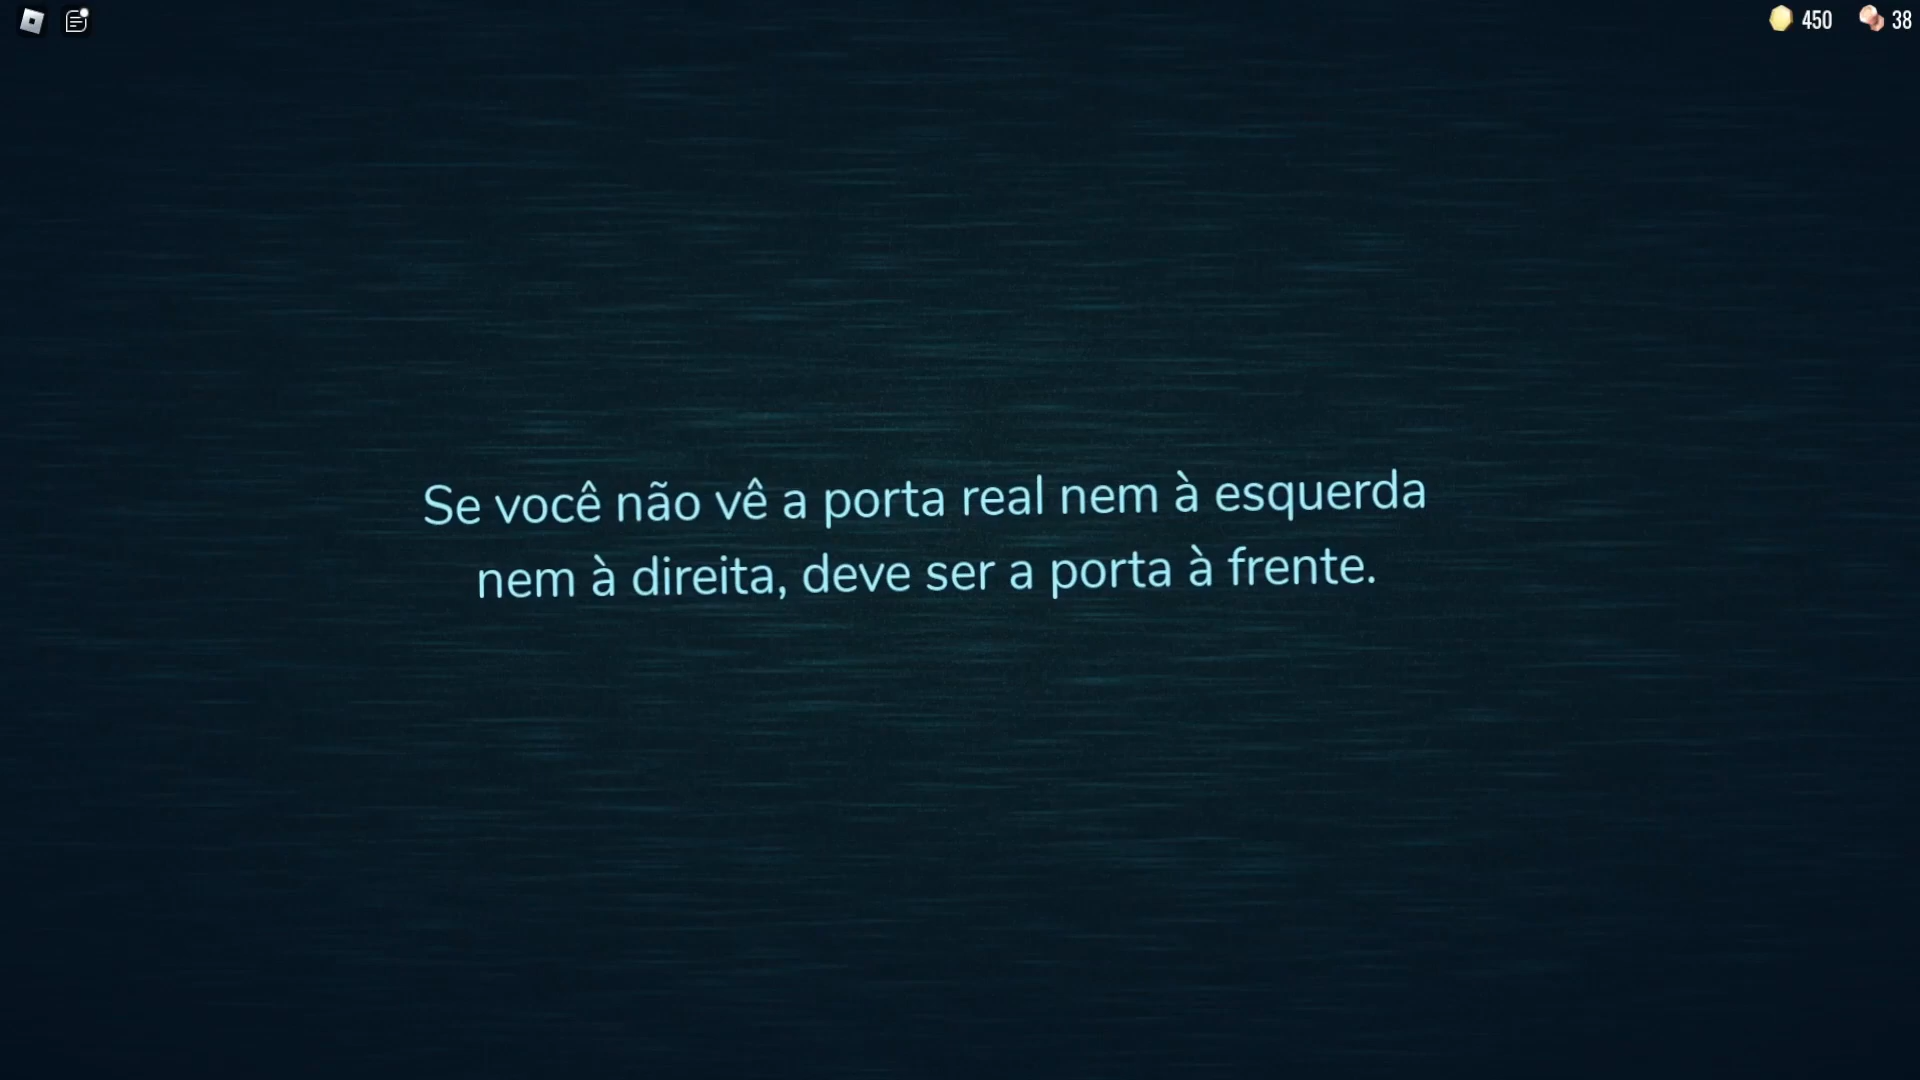 450 38
Se você não vê a porta real nem à esquerda
nem à direita, deve ser a porta à frente.